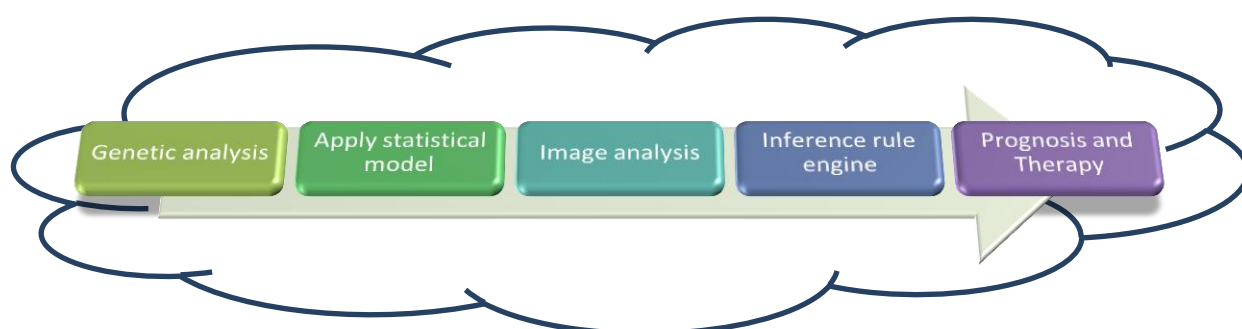 Genetic analysis
Apply statistical
model
Image analysis
Inference rule
engine
Prognosis and
Therapy